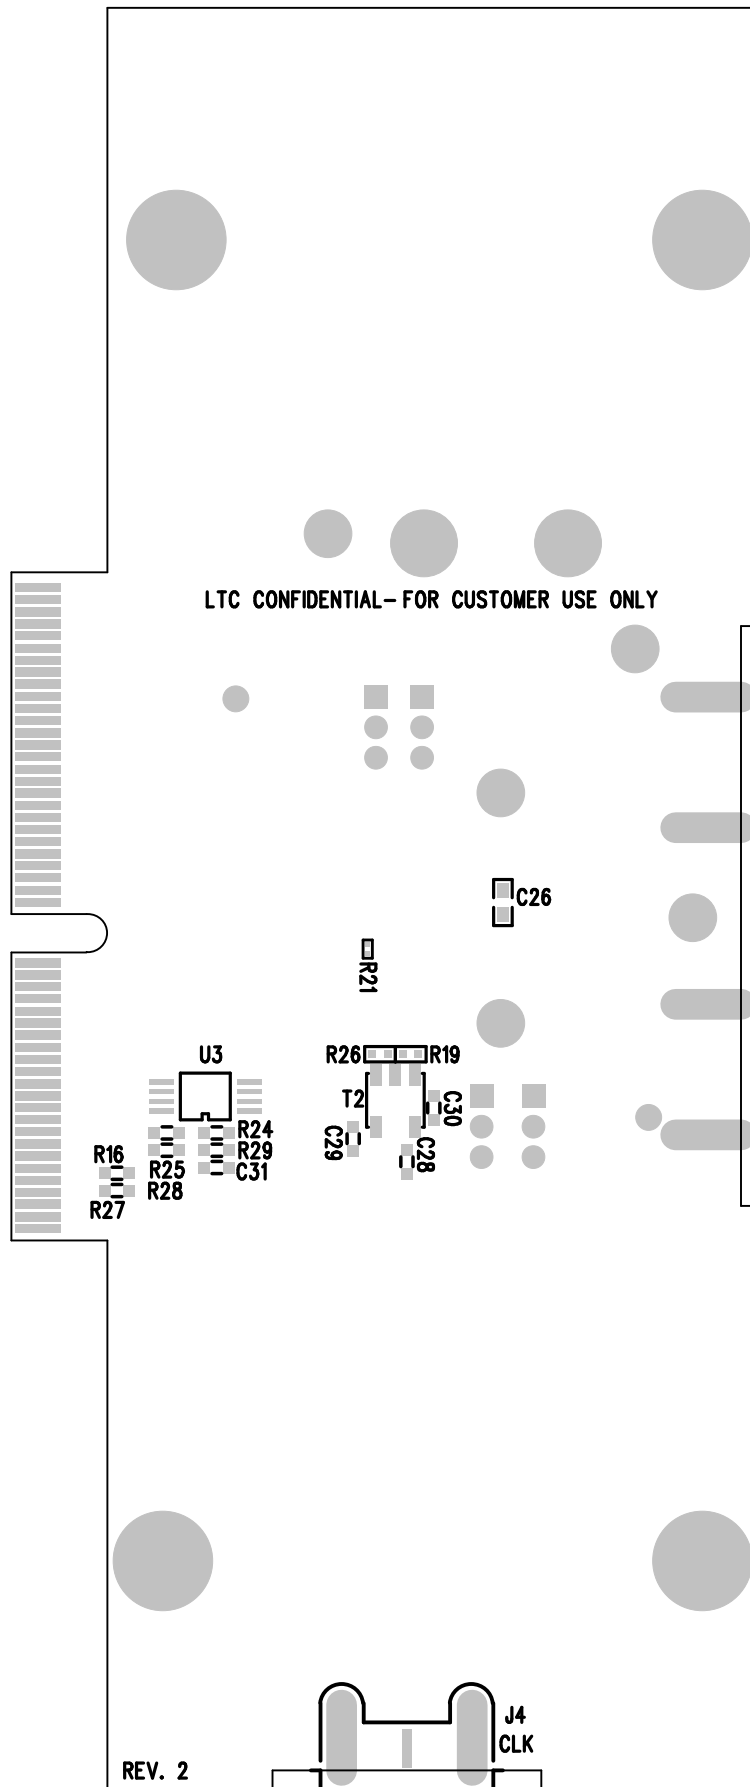 LTC CONFIDENTIAL-FOR CUSTOMER USE ONLY
C26
R21
U3
R26
R19
T2
C30
R24
C29
C28
R29
R16
R25
C31
R28
R27
J4
CLK
REV. 2